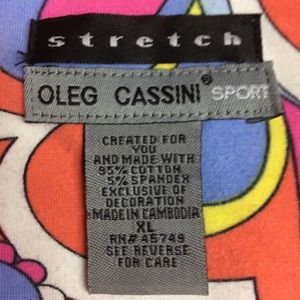 stretch
OLEG CASSINI® SPORT
CREATED FOR
YOU
AND MADE WITH
95% COTTON
5% SPANDEX
EXCLUSIVE OF
DECORATION
MADE IN CAMBODIA
XL
RN# 45749
SEE REVERSE
FOR CARE